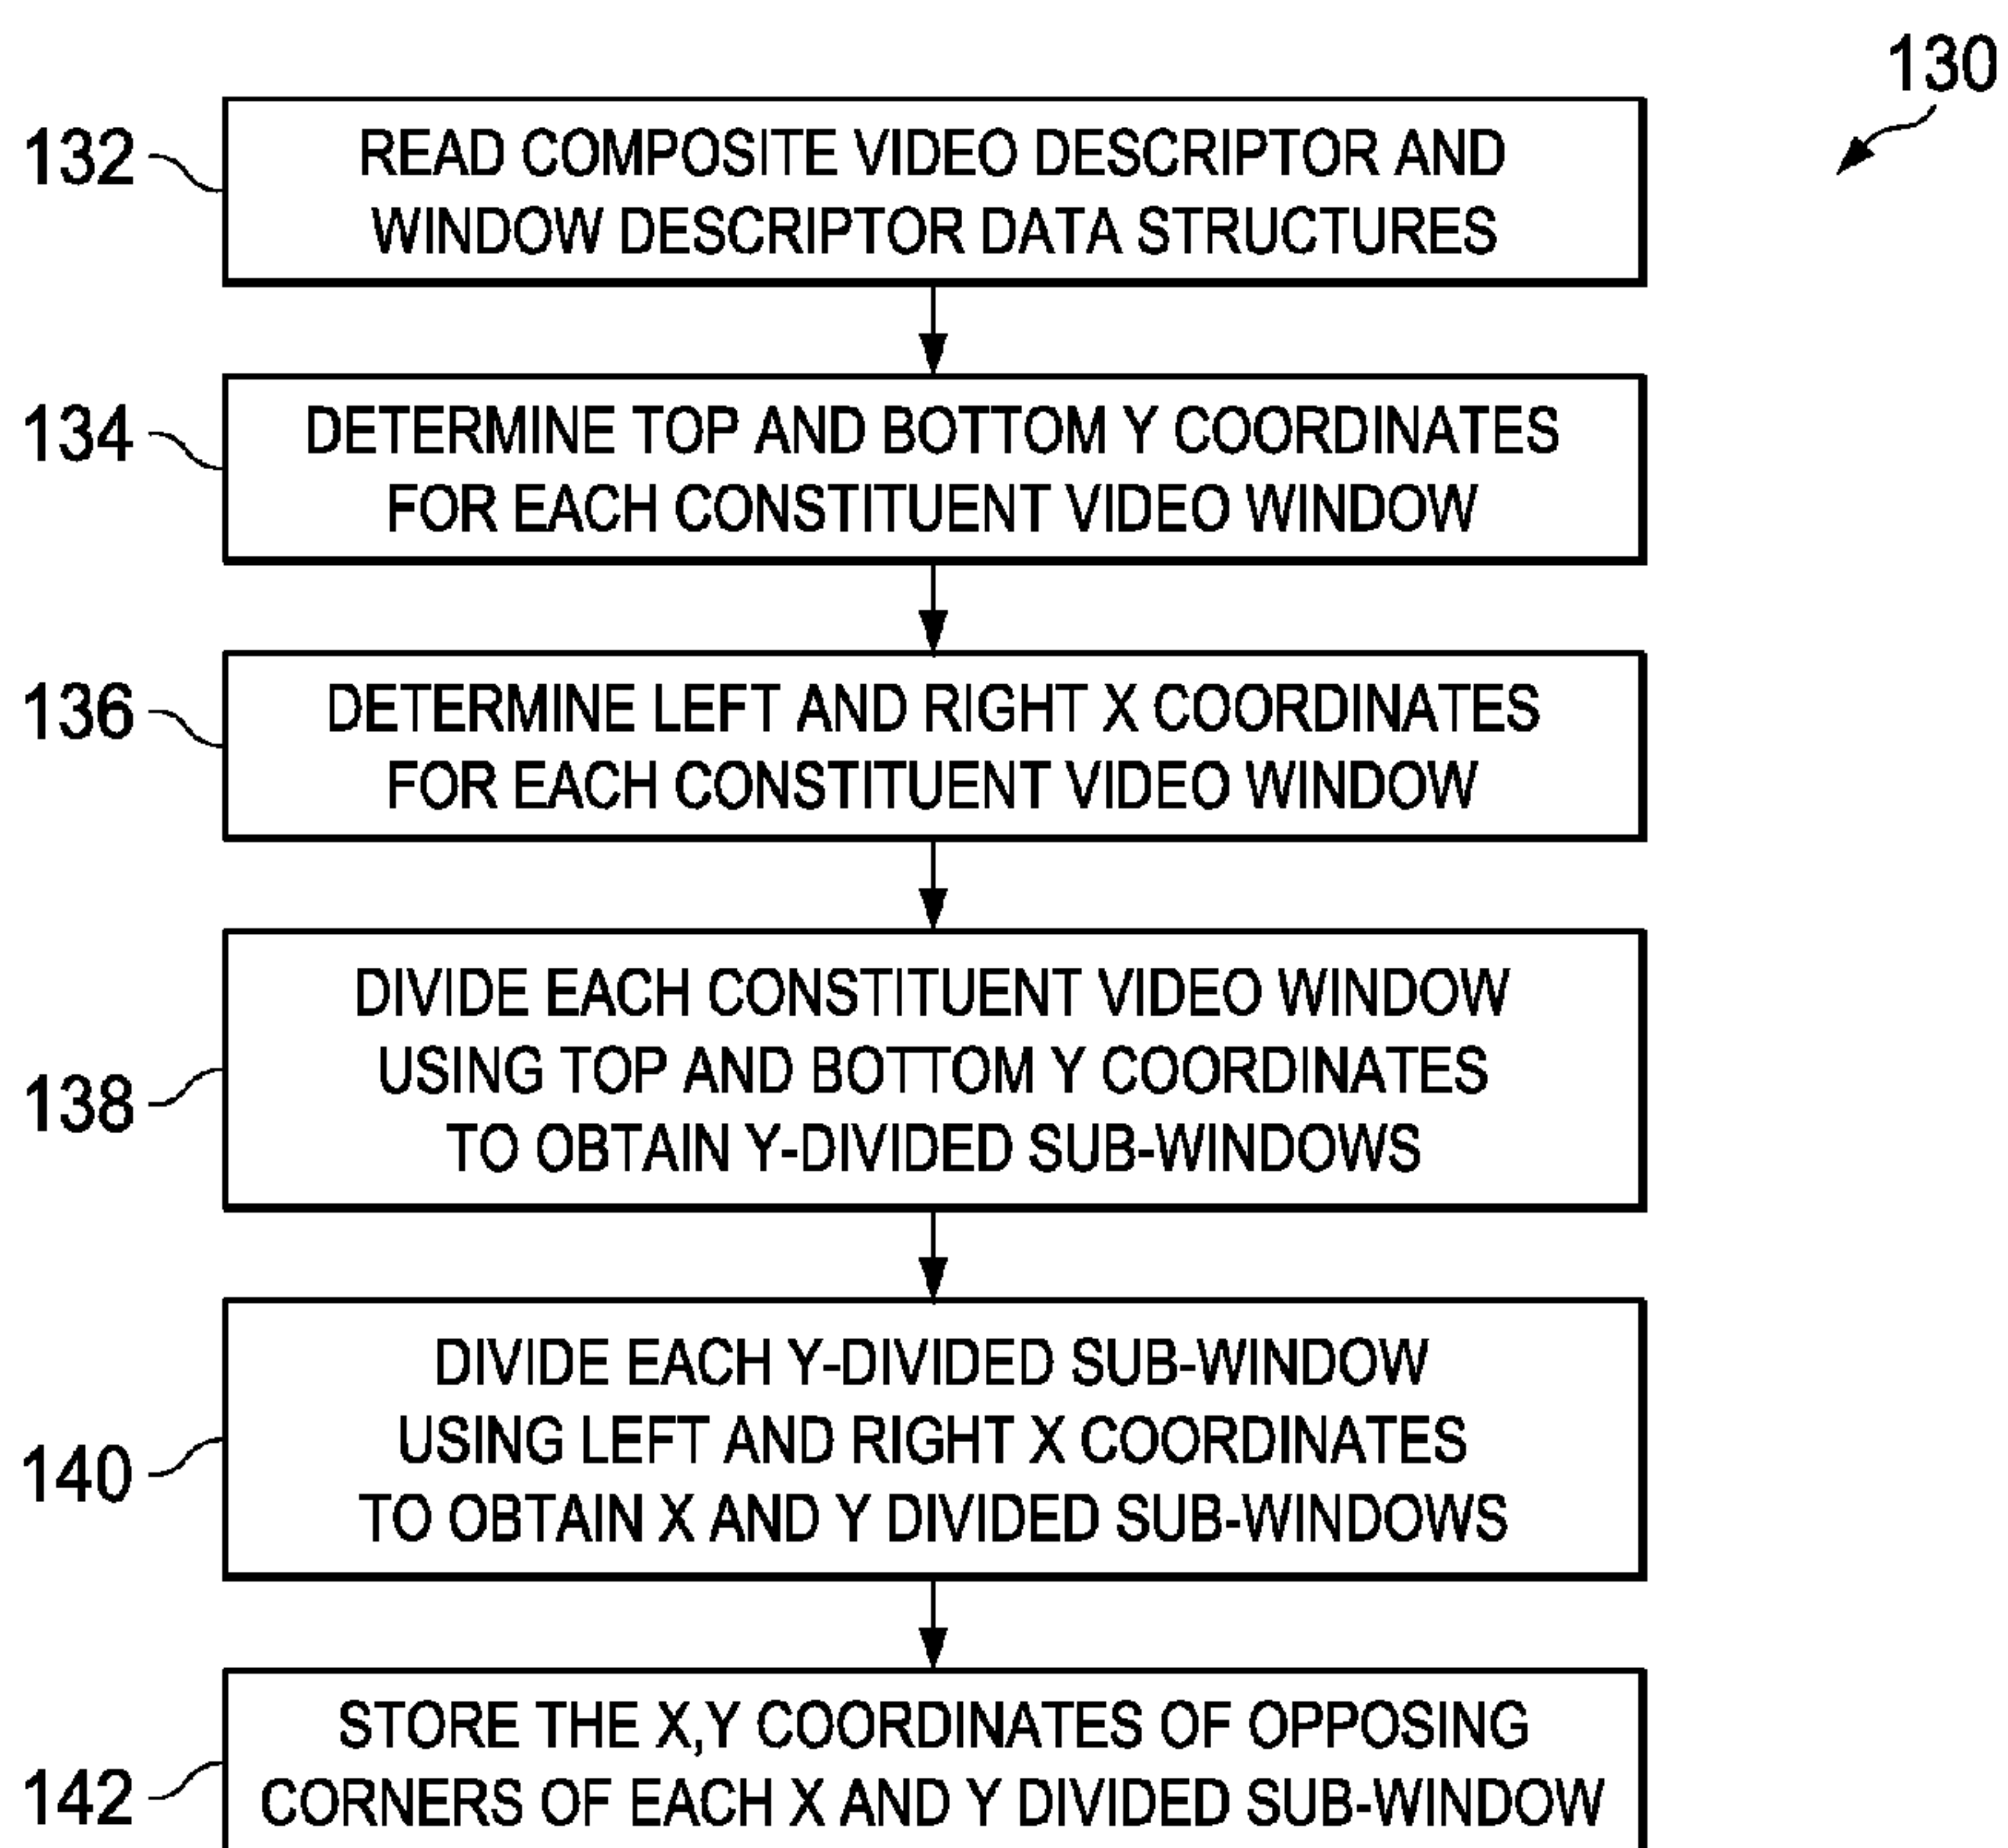 130
132
READ COMPOSITE VIDEO DESCRIPTOR AND
WINDOW DESCRIPTOR DATA STRUCTURES
134
DETERMINE TOP AND BOTTOM Y COORDINATES
FOR EACH CONSTITUENT VIDEO WINDOW
136
DETERMINE LEFT AND RIGHT X COORDINATES
FOR EACH CONSTITUENT VIDEO WINDOW
138
DIVIDE EACH CONSTITUENT VIDEO WINDOW
USING TOP AND BOTTOM Y COORDINATES
TO OBTAIN Y-DIVIDED SUB-WINDOWS
140
DIVIDE EACH Y-DIVIDED SUB-WINDOW
USING LEFT AND RIGHT X COORDINATES
TO OBTAIN X AND Y DIVIDED SUB-WINDOWS
142
STORE THE X,Y COORDINATES OF OPPOSING
CORNERS OF EACH X AND Y DIVIDED SUB-WINDOW